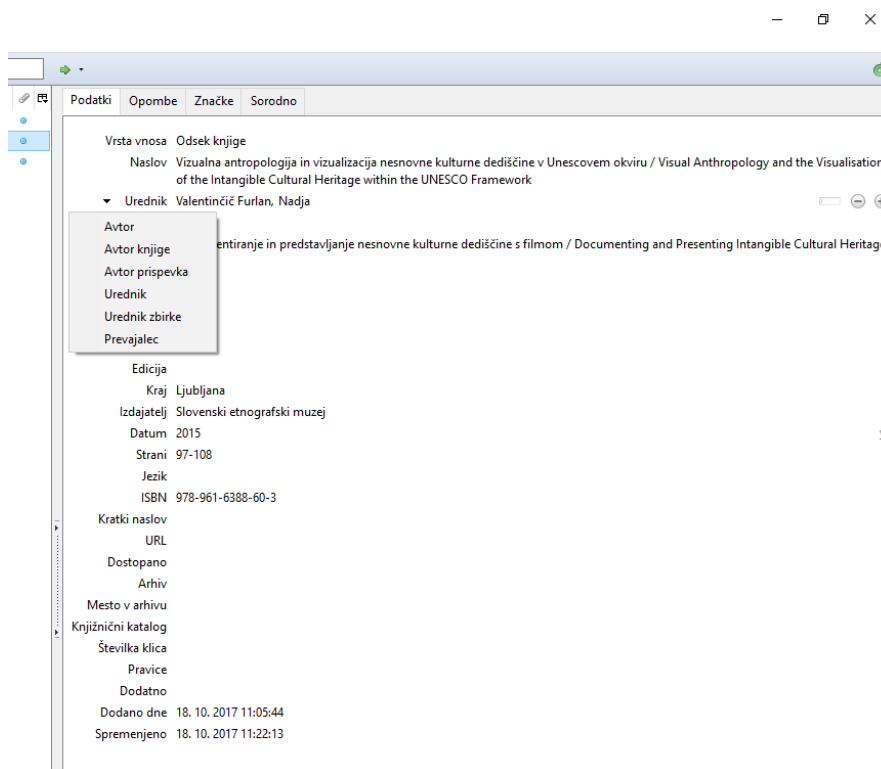 Podatki Opombe Značke Sorodno
Vrsta vnosa Odsek knjige
Naslov Vizualna antropologija in vizualizacija nesnovne kulturne dediščine v Unescovem okviru / Visual Anthropology and the Visualisation
of the Intangible Cultural Heritage within the UNESCO Framework
Urednik Valentinčič Furlan, Nadja
Avtor
Avtor knjige
entiranje in predstavljanje nesnovne kulturne dediščine s filmom / Documenting and Presenting Intangible Cultural Heritag
Avtor prispevka
Urednik
Urednik zbirke
Prevajalec
Edicija
Kraj Ljubljana
Izdajatelj Slovenski etnografski muzej
Datum 2015
Strani 97-108
Jezik
ISBN 978-961-6388-60-3
Kratki naslov
URL
Dostopano
Arhiv
Mesto v arhivu
Knjižnični katalog
Številka klica
Pravice
Dodatno
Dodano dne 18. 10. 2017 11:05:44
Spremenjeno 18. 10. 2017 11:22:13